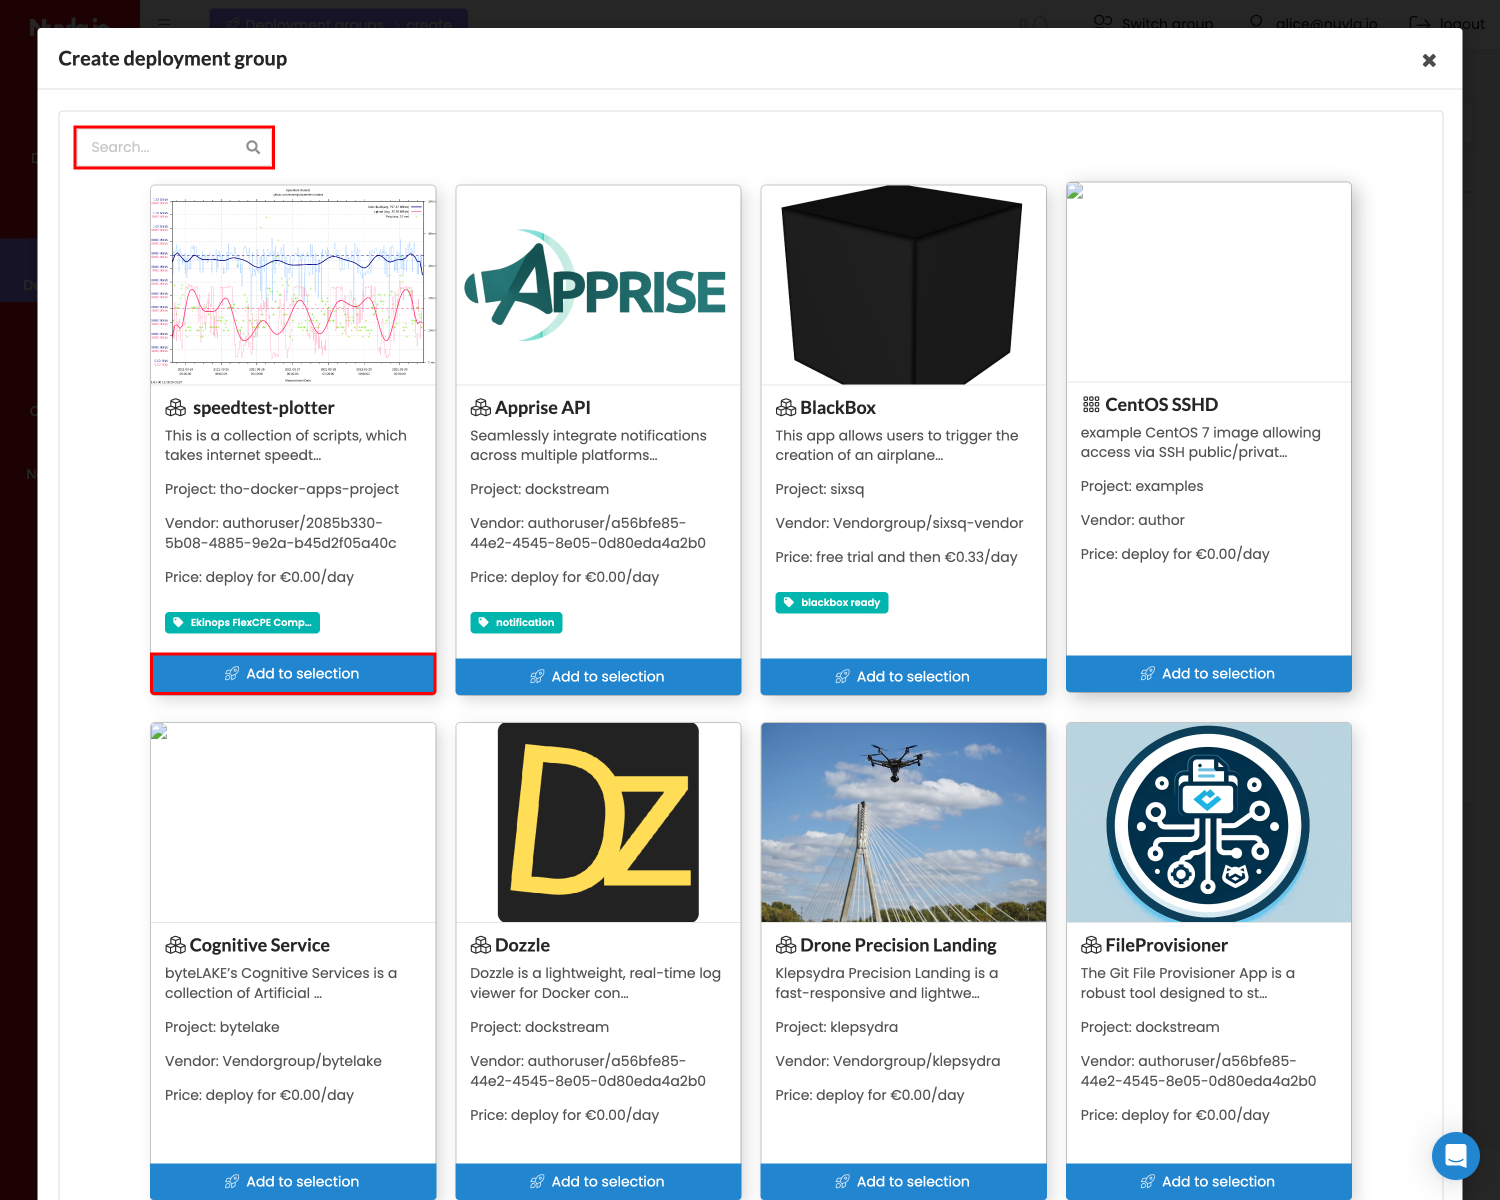 Deployment groups > create
Switch group
alice@nuvla.io
logout
Create deployment group
Search...
APPRISE
speedtest-plotter
This is a collection of scripts, which
takes internet speedt...
Project: tho-docker-apps-project
Vendor: authoruser/2085b330-
5b08-4885-9e2a-b45d2f05a40c
Price: deploy for €0.00/day
Ekinops FlexCPE Comp...
Add to selection
Apprise API
Seamlessly integrate notifications
across multiple platforms...
Project: dockstream
Vendor: authoruser/a56bfe85-
44e2-4545-8e05-0d80eda4a2b0
Price: deploy for €0.00/day
notification
Add to selection
BlackBox
This app allows users to trigger the
creation of an airplane...
Project: sixsq
Vendor: Vendorgroup/sixsq-vendor
Price: free trial and then €0.33/day
blackbox ready
Add to selection
CentOS SSHD
example CentOS 7 image allowing
access via SSH public/privat...
Project: examples
Vendor: author
Price: deploy for €0.00/day
Add to selection
Cognitive Service
byteLAKE's Cognitive Services is a
collection of Artificial ...
Project: bytelake
Vendor: Vendorgroup/bytelake
Price: deploy for €0.00/day
Add to selection
DZ
Dozzle
Dozzle is a lightweight, real-time log
viewer for Docker con...
Project: dockstream
Vendor: authoruser/a56bfe85-
44e2-4545-8e05-0d80eda4a2b0
Price: deploy for €0.00/day
Add to selection
Drone Precision Landing
Klepsydra Precision Landing is a
fast-responsive and lightwe...
Project: klepsydra
Vendor: Vendorgroup/klepsydra
Price: deploy for €0.00/day
Add to selection
FileProvisioner
The Git File Provisioner App is a
robust tool designed to st...
Project: dockstream
Vendor: authoruser/a56bfe85-
44e2-4545-8e05-0d80eda4a2b0
Price: deploy for €0.00/day
Add to selection